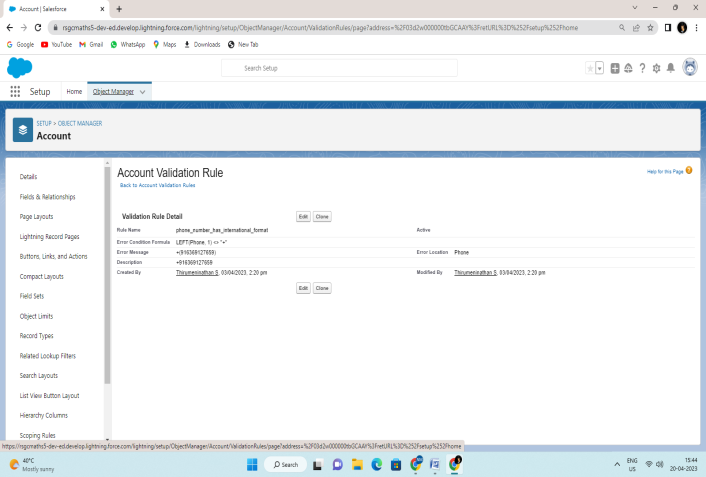 Account | Salesforce
rsgcmaths5-dev-ed.develop.lightning.force.com/lightning/setup/ObjectManager/Account/ValidationRules/page?address=%2F03d2w000000ttbGCAAY%3FretURL%3D%252Fsetup%252Fhome
Google YouTube Gmail WhatsApp Maps Downloads New Tab
Search Setup
Setup Home Object Manager
SETUP > OBJECT MANAGER
Account
Details
Fields & Relationships
Page Layouts
Lightning Record Pages
Buttons, Links, and Actions
Compact Layouts
Field Sets
Object Limits
Record Types
Related Lookup Filters
Search Layouts
List View Button Layout
Hierarchy Columns
Scoping Rules
Account Validation Rule
Help for this Page
Back to Account Validation Rules
Validation Rule Detail Edit Clone
Rule Name phone_number_has_international_format Active
Error Condition Formula LEFT(Phone, 1) <> "+"
Error Message +(916369127659) Error Location Phone
Description +916369127659
Created By Thirumeninathan S, 03/04/2023, 2:20 pm Modified By Thirumeninathan S, 03/04/2023, 2:20 pm
Edit Clone
https://rsgcmaths5-dev-ed.develop.lightning.force.com/lightning/setup/ObjectManager/Account/ValidationRules/page?address=%2F03d2w000000ttbGCAAY%3FretURL%3D%252Fsetup%252Fhome
40°C
Mostly sunny
Search
ENG
US
15:44
20-04-2023